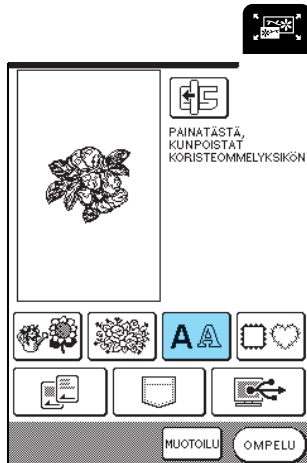 PAINATÄSTÄ,
KUNPOISTAT
KORISTEOMMELYKSIKÖN
A A
MUOTOILU
OMPELU